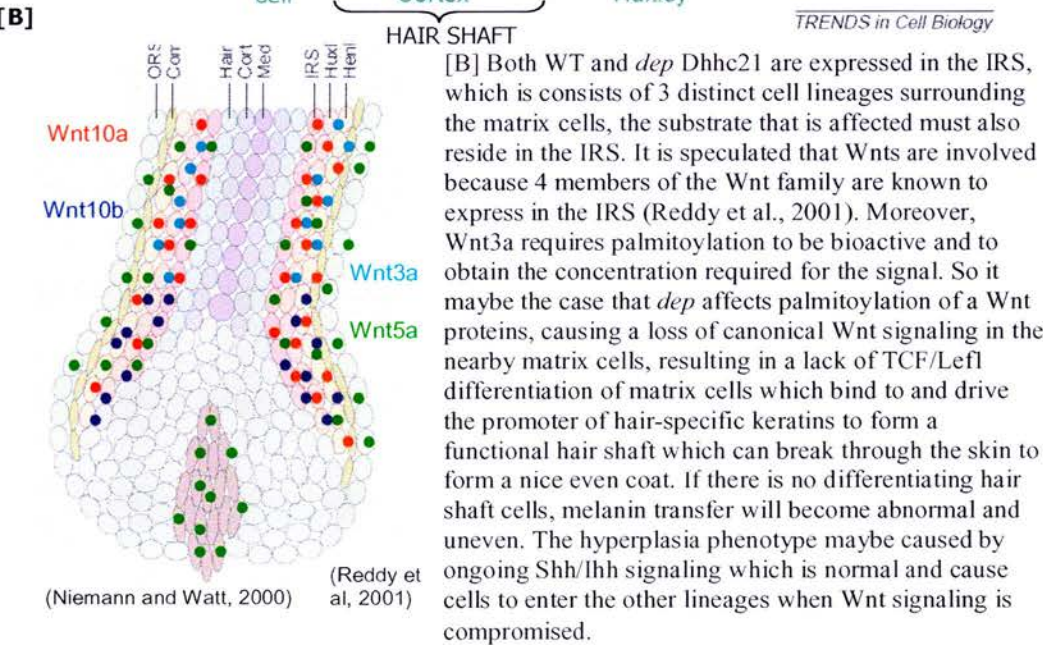 Cortex
Huxley
[B]
HAIR SHAFT
TRENDS in Cell Biology
ORS
Com
Hair
Cort
Med
IRS
Huxl
Henl
Wnt10a
Wnt10b
Wnt3a
Wnt5a
(Niemann and Watt, 2000)
(Reddy et
al, 2001)
[B] Both WT and dep Dhhc21 are expressed in the IRS,
which is consists of 3 distinct cell lineages surrounding
the matrix cells, the substrate that is affected must also
reside in the IRS. It is speculated that Wnts are involved
because 4 members of the Wnt family are known to
express in the IRS (Reddy et al., 2001). Moreover,
Wnt3a requires palmitoylation to be bioactive and to
obtain the concentration required for the signal. So it
maybe the case that dep affects palmitoylation of a Wnt
proteins, causing a loss of canonical Wnt signaling in the
nearby matrix cells, resulting in a lack of TCF/Lef1
differentiation of matrix cells which bind to and drive
the promoter of hair-specific keratins to form a
functional hair shaft which can break through the skin to
form a nice even coat. If there is no differentiating hair
shaft cells, melanin transfer will become abnormal and
uneven. The hyperplasia phenotype maybe caused by
ongoing Shh/Ihh signaling which is normal and cause
cells to enter the other lineages when Wnt signaling is
compromised.